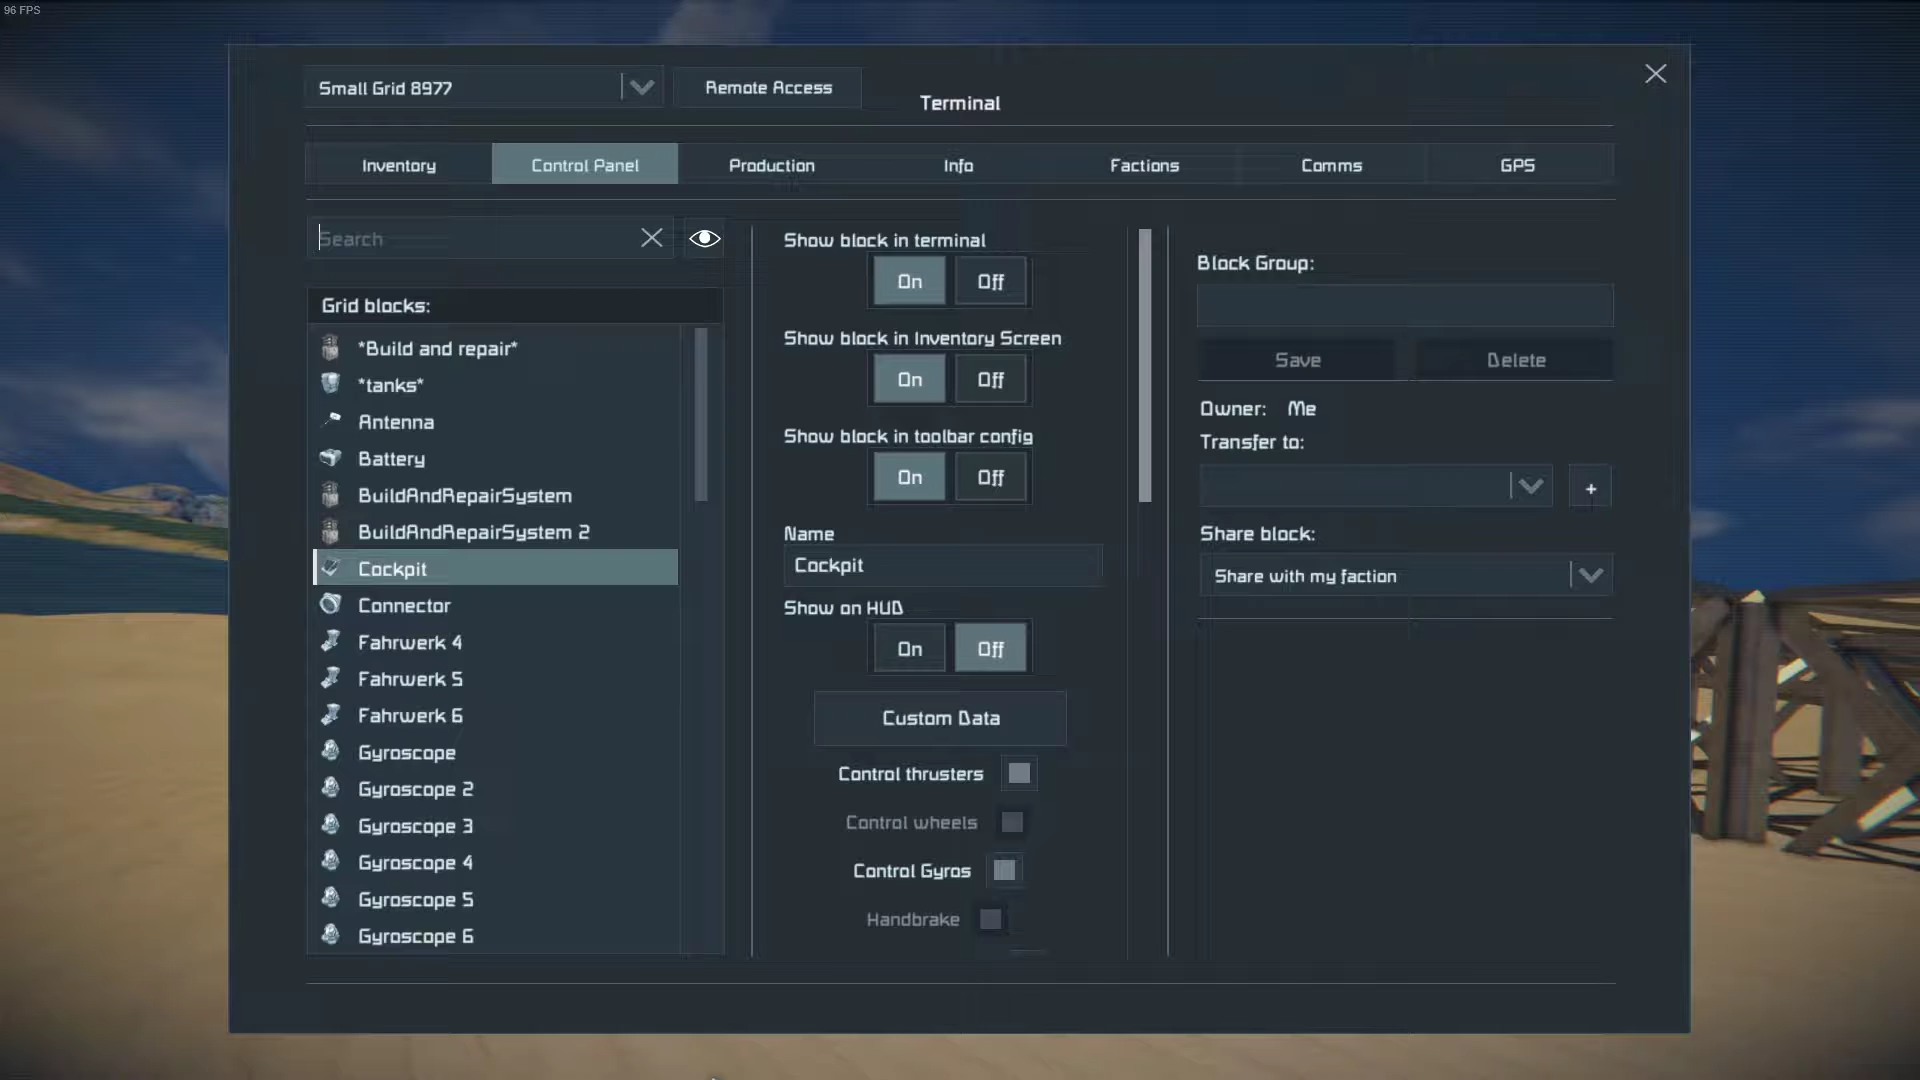 96 FPS
Small Grid 8977
Remote Access
Terminal
Inventory
Control Panel
Production
Info
Factions
Comms
GPS
Search
Grid blocks:
*Build and repair*
*tanks*
Antenna
Battery
BuildAndRepairSystem
BuildAndRepairSystem 2
Cockpit
Connector
Fahrwerk 4
Fahrwerk 5
Fahrwerk 6
Gyroscope
Gyroscope 2
Gyroscope 3
Gyroscope 4
Gyroscope 5
Gyroscope 6
Show block in terminal
On Off
Show block in Inventory Screen
On Off
Show block in toolbar config
On Off
Name
Cockpit
Show on HUD
On Off
Custom Data
Control thrusters
Control wheels
Control Gyros
Handbrake
Block Group:
Save Delete
Owner: Me
Transfer to:
+
Share block:
Share with my faction